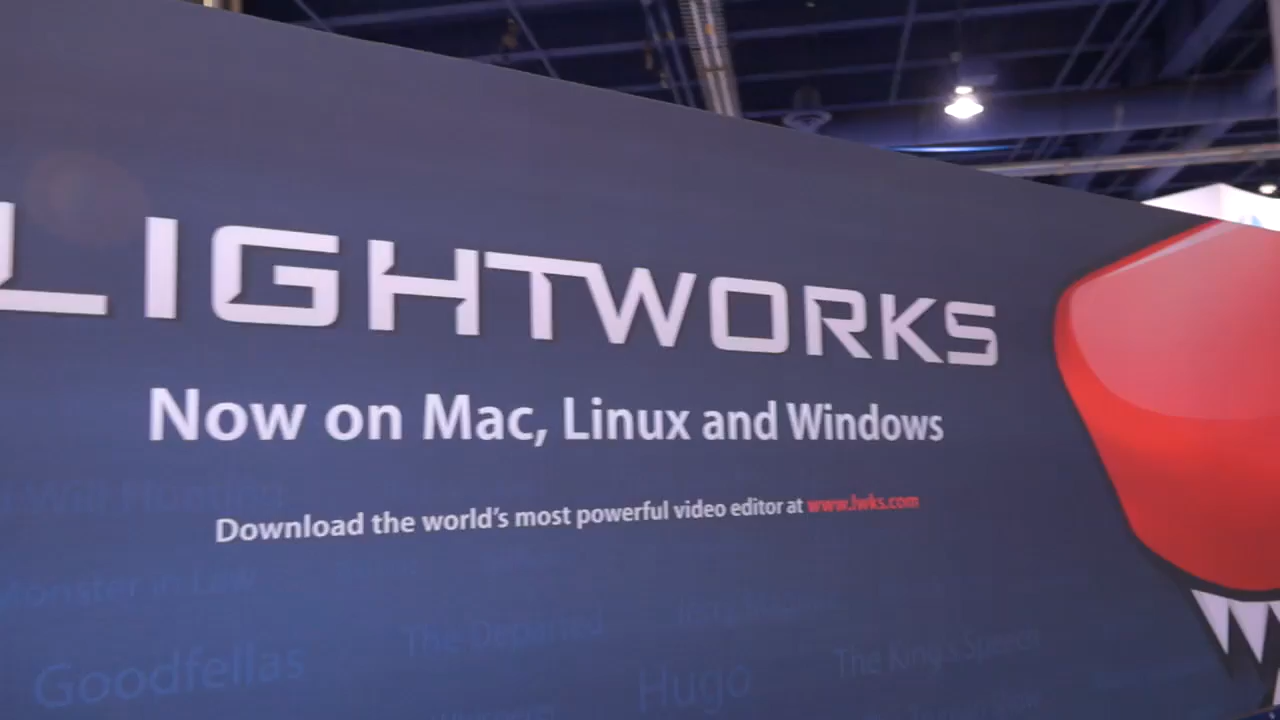 LIGHTWORKS
Now on Mac, Linux and Windows
Download the world's most powerful video editor at www.lwks.com
Monster in Law
The Departed
The King's Speech
Goodfellas
Hugo